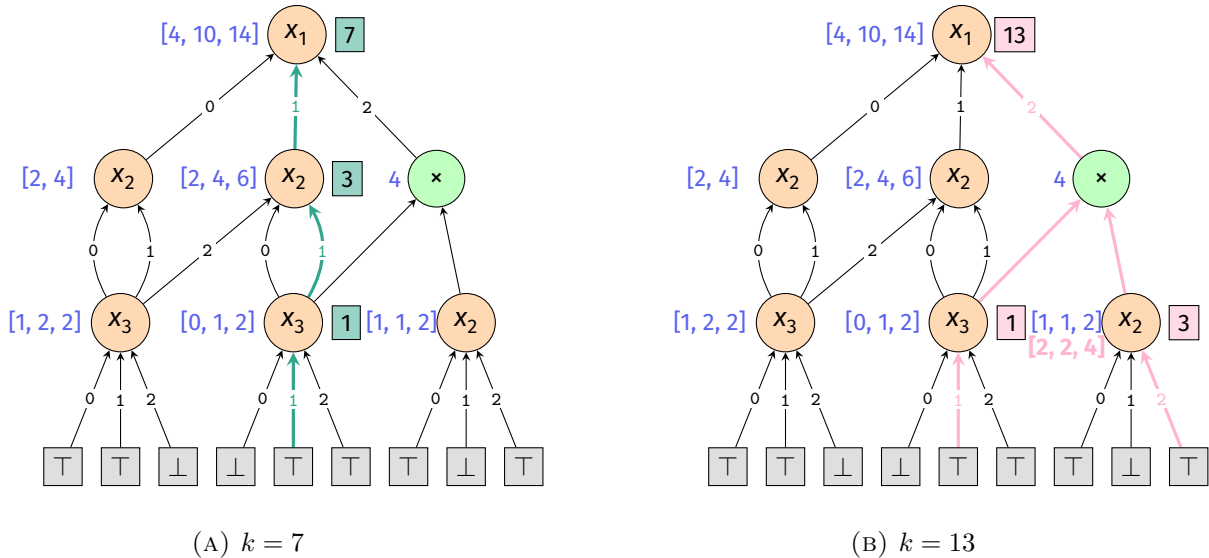 [4, 10, 14] x1 7 [4, 10, 14] x1 13
0 1 2 0 1 2
[2, 4] x2 [2, 4, 6] x2 3 4 × [2, 4] x2 [2, 4, 6] x2 4 ×
0 1 2 0 1 0 1 2 0 1
[1, 2, 2] x3 [0, 1, 2] x3 1 [1, 1, 2] x2 [1, 2, 2] x3 [0, 1, 2] x3 1 [1, 1, 2] x2 3
[2, 2, 4]
0 1 2 0 1 2 0 1 2 0 1 2 0 1 2 0 1 2
⊤ ⊤ ⊥ ⊥ ⊤ ⊤ ⊤ ⊥ ⊤ ⊤ ⊤ ⊥ ⊥ ⊤ ⊤ ⊤ ⊥ ⊤
(A) k = 7 (B) k = 13